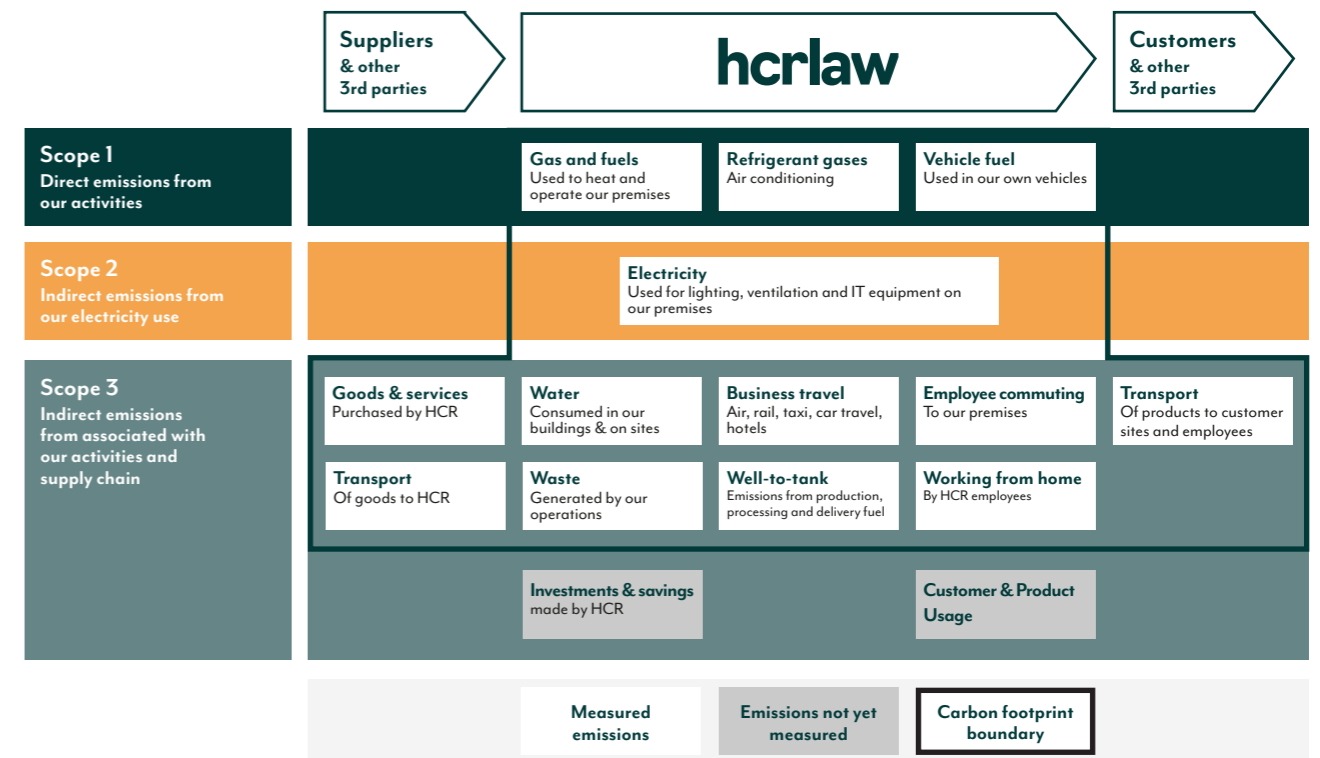 Suppliers
& other
3rd parties
hcrlaw
Customers
& other
3rd parties
Scope 1
Direct emissions from
our activities
Gas and fuels
Used to heat and
operate our premises
Refrigerant gases
Air conditioning
Vehicle fuel
Used in our own vehicles
Scope 2
Indirect emissions from
our electricity use
Electricity
Used for lighting, ventilation and IT equipment on
our premises
Scope 3
Indirect emissions
from associated with
our activities and
supply chain
Goods & services
Purchased by HCR
Water
Consumed in our
buildings & on sites
Business travel
Air, rail, taxi, car travel,
hotels
Employee commuting
To our premises
Transport
Of products to customer
sites and employees
Transport
Of goods to HCR
Waste
Generated by our
operations
Well-to-tank
Emissions from production,
processing and delivery fuel
Working from home
By HCR employees
Investments & savings
made by HCR
Customer & Product
Usage
Measured
emissions
Emissions not yet
measured
Carbon footprint
boundary